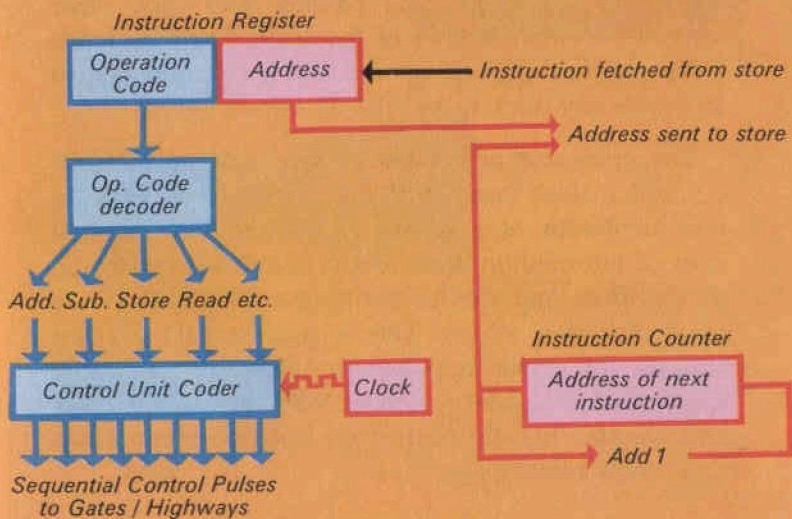 Instruction Register
Operation
Code
Address
Instruction fetched from store
Address sent to store
Op. Code
decoder
Add. Sub. Store Read etc.
Instruction Counter
Control Unit Coder
Clock
Address of next
instruction
Add 1
Sequential Control Pulses
to Gates / Highways